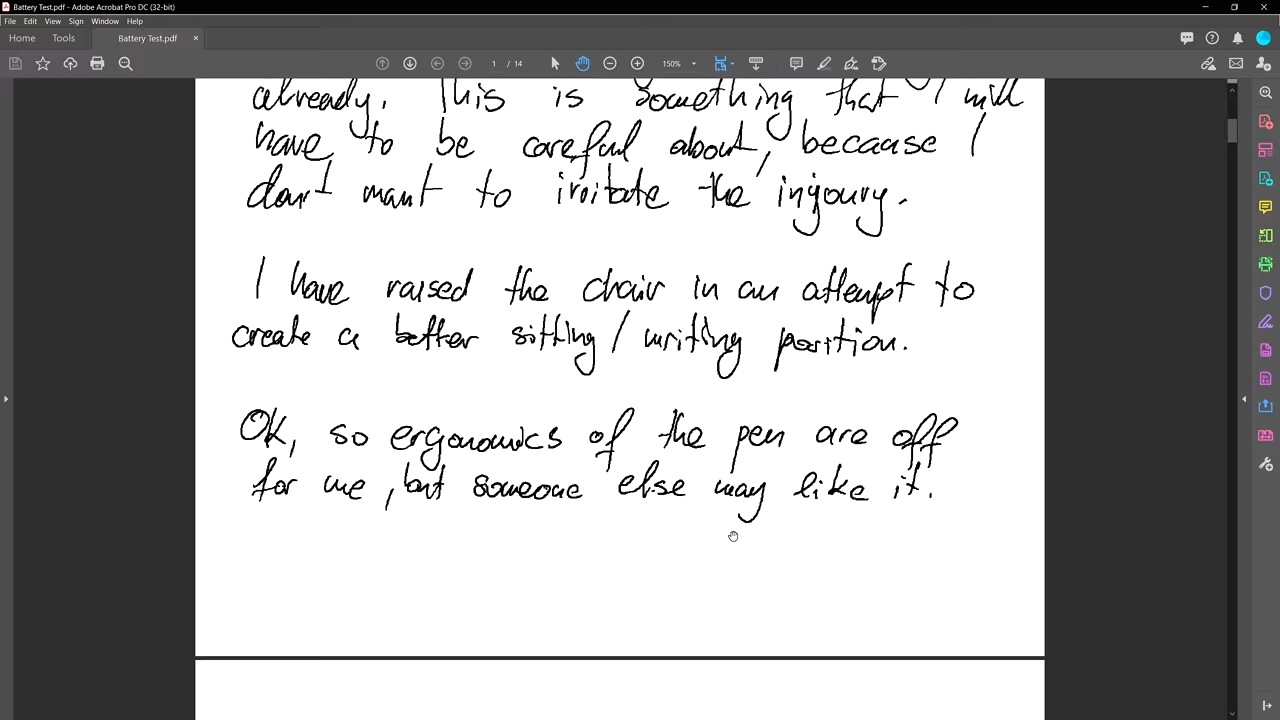 Battery Test.pdf - Adobe Acrobat Pro DC (32-bit)
File Edit View Sign Window Help
Home Tools Battery Test.pdf ×
1 / 14 150%
already. This is something that I will
have to be careful about, because I
don't want to irritate the injoury.
I have raised the chair in an attempt to
create a better sitting/writing position.
OK, so ergonomics of the pen are off
for me, but someone else may like it.